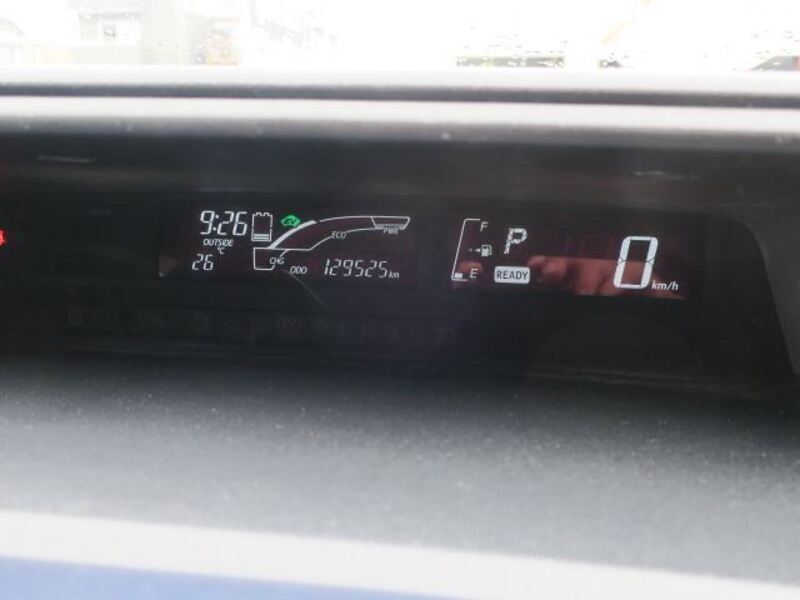 9:26
OUTSIDE
26 °C
ECO
PWR
CHG
ODO 129525 km
F
E
P
READY
0 km/h